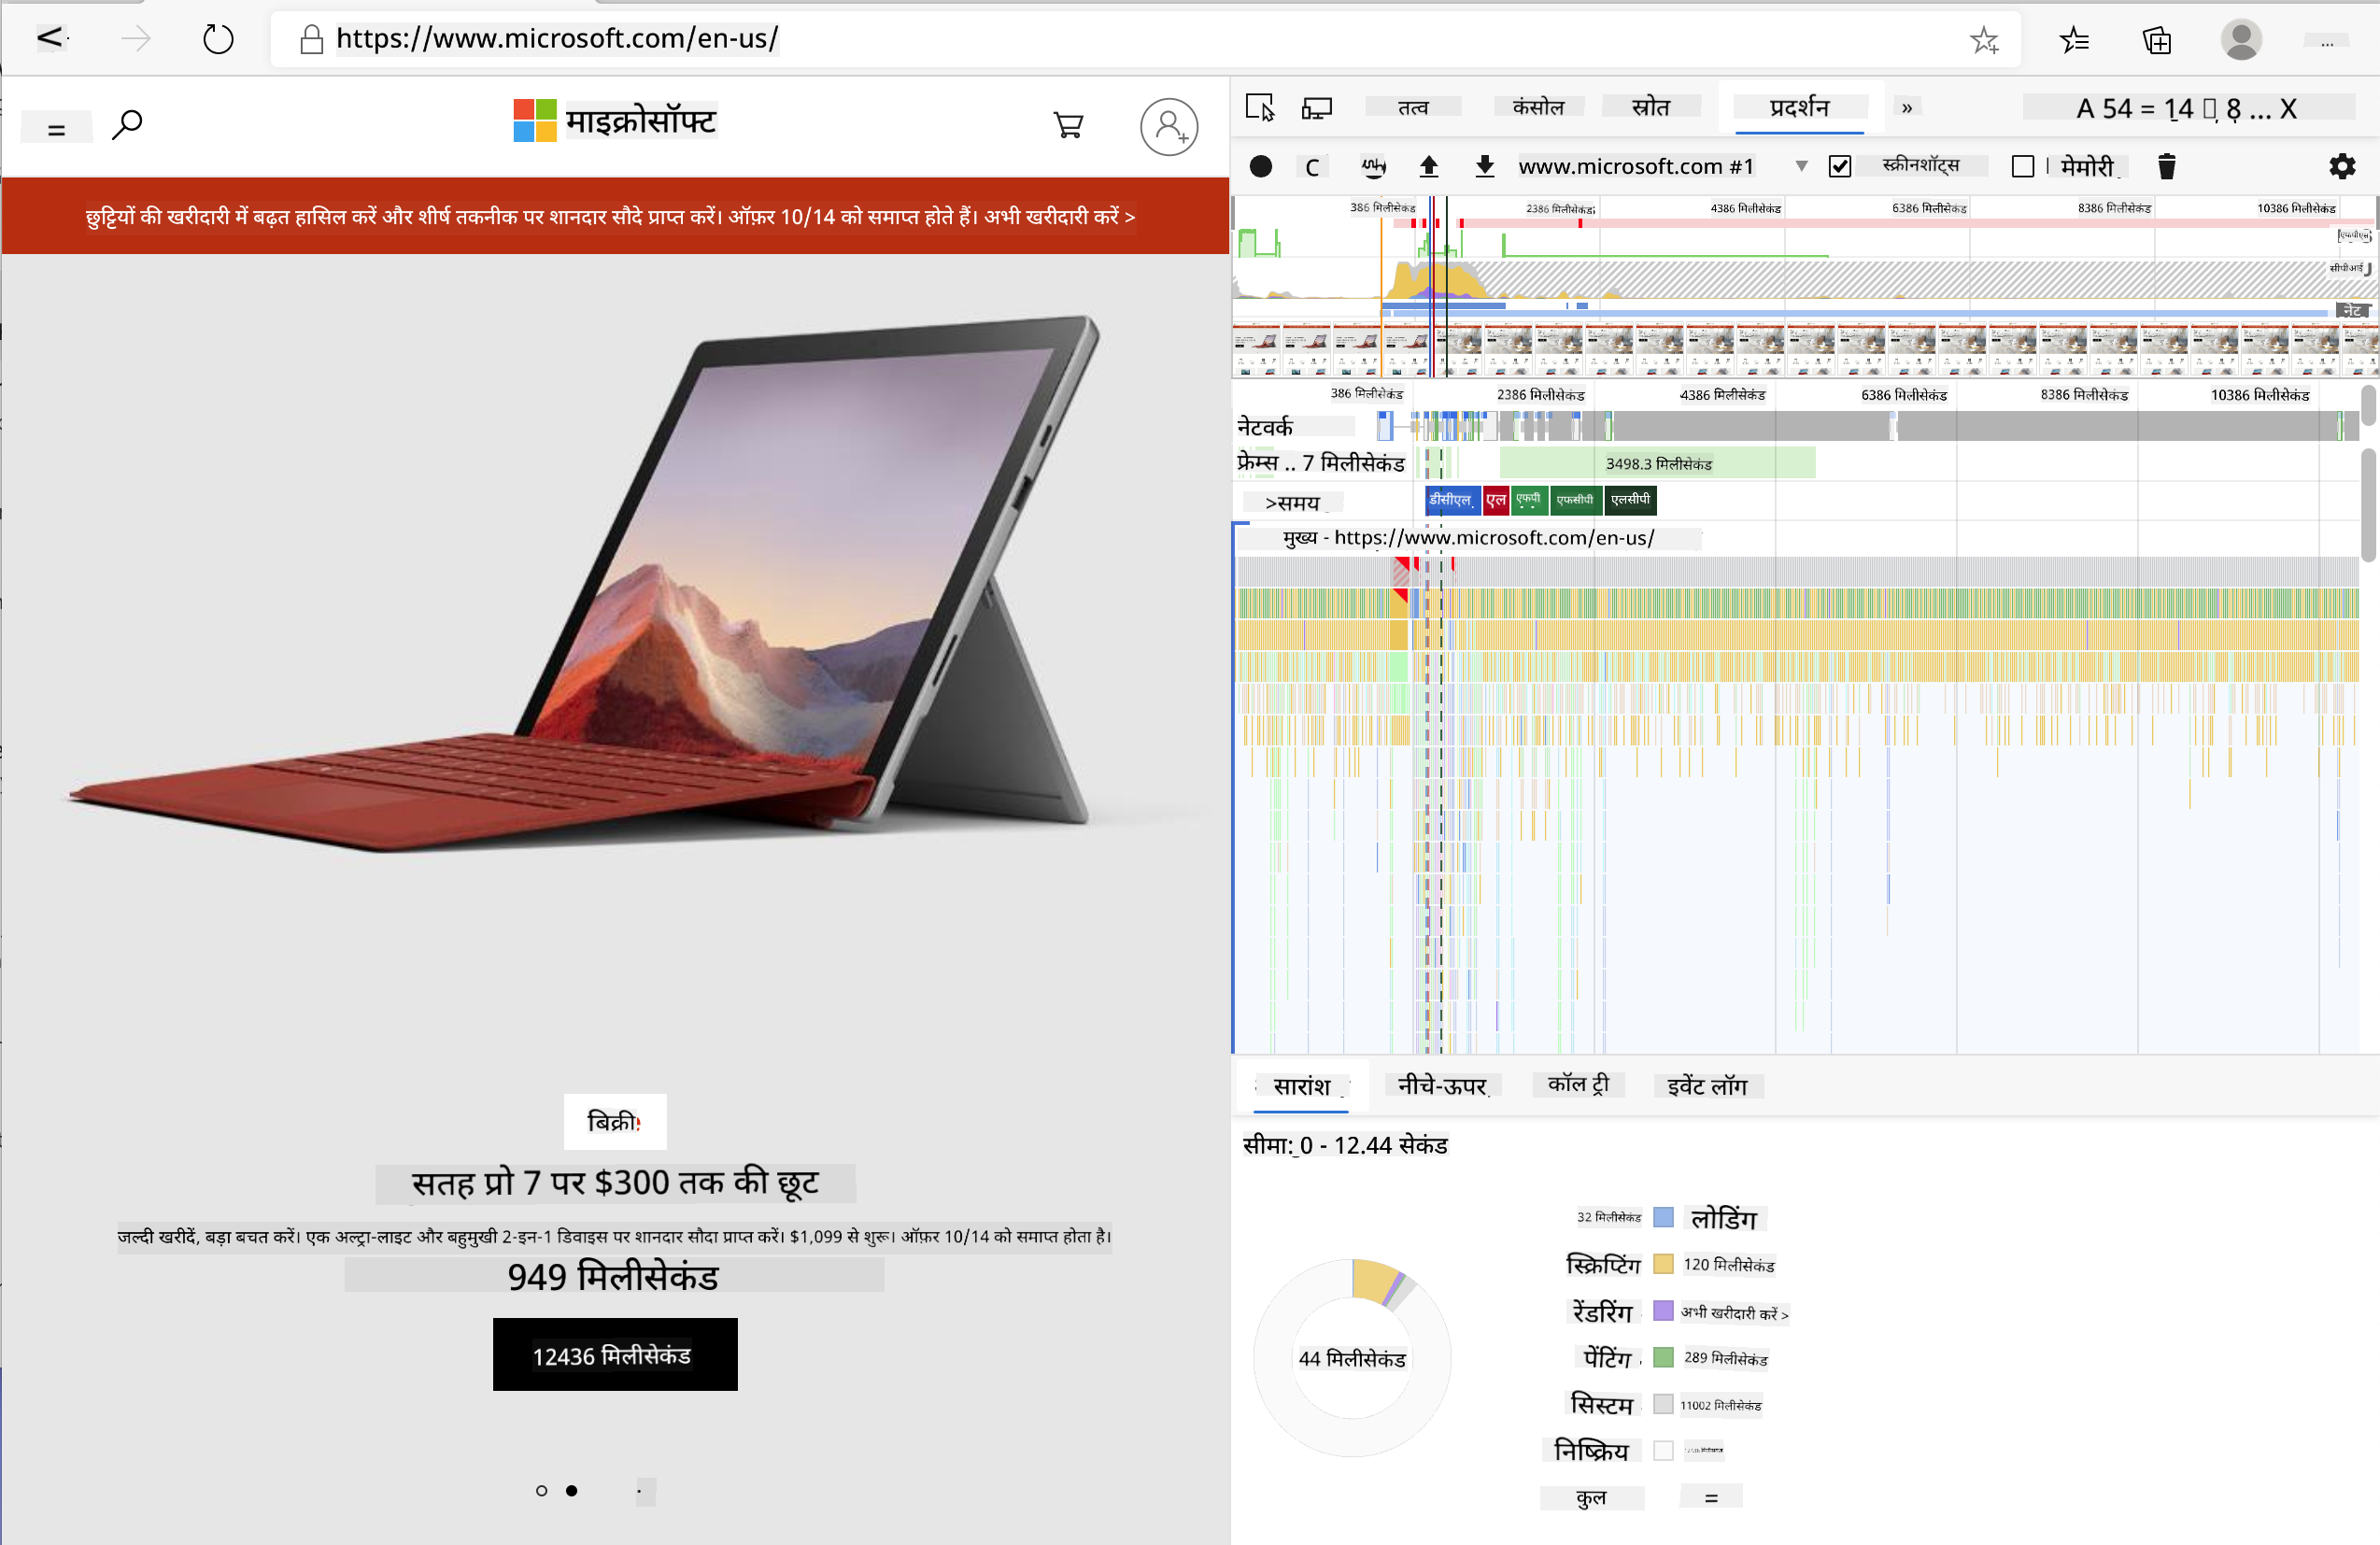 <
https://www.microsoft.com/en-us/
...
=
माइक्रोसॉफ्ट
छुट्टियों की खरीदारी में बढ़त हासिल करें और शीर्ष तकनीक पर शानदार सौदे प्राप्त करें। ऑफ़र 10/14 को समाप्त होते हैं। अभी खरीदारी करें >
बिक्री
सतह प्रो 7 पर $300 तक की छूट
जल्दी खरीदें, बड़ा बचत करें। एक अल्ट्रा-लाइट और बहुमुखी 2-इन-1 डिवाइस पर शानदार सौदा प्राप्त करें। $1,099 से शुरू। ऑफ़र 10/14 को समाप्त होता है।
949 मिलीसेकंड
12436 मिलीसेकंड
तत्व कंसोल स्रोत प्रदर्शन » A 54 = 14 8 ... X
C www.microsoft.com #1 स्क्रीनशॉट्स मेमोरी
386 मिलीसेकंड 2386 मिलीसेकंड 4386 मिलीसेकंड 6386 मिलीसेकंड 8386 मिलीसेकंड 10386 मिलीसेकंड
एफपीएस
सीपीआई
नेट
386 मिलीसेकंड 2386 मिलीसेकंड 4386 मिलीसेकंड 6386 मिलीसेकंड 8386 मिलीसेकंड 10386 मिलीसेकंड
नेटवर्क
फ्रेम्स .. 7 मिलीसेकंड 3498.3 मिलीसेकंड
>समय डीसीएल एल एफपी एफसीपी एलसीपी
मुख्य - https://www.microsoft.com/en-us/
सारांश नीचे-ऊपर कॉल ट्री इवेंट लॉग
सीमा: 0 - 12.44 सेकंड
32 मिलीसेकंड लोडिंग
स्क्रिप्टिंग 120 मिलीसेकंड
रेंडरिंग अभी खरीदारी करें >
पेंटिंग 289 मिलीसेकंड
44 मिलीसेकंड
सिस्टम 11002 मिलीसेकंड
निष्क्रिय
कुल =